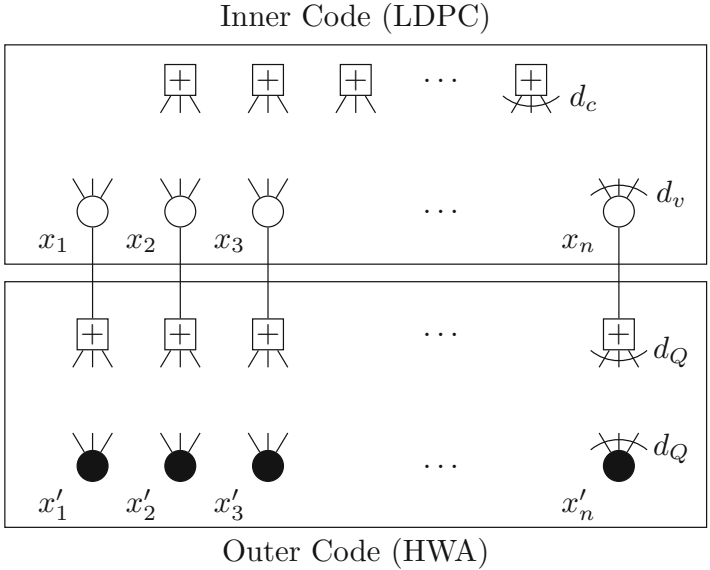 Inner Code (LDPC)
+ + + ⋯ +
d_c
d_v
x_1 x_2 x_3 ⋯ x_n
+ + + ⋯ +
d_Q
d_Q
⋯
x'_1 x'_2 x'_3 x'_n
Outer Code (HWA)